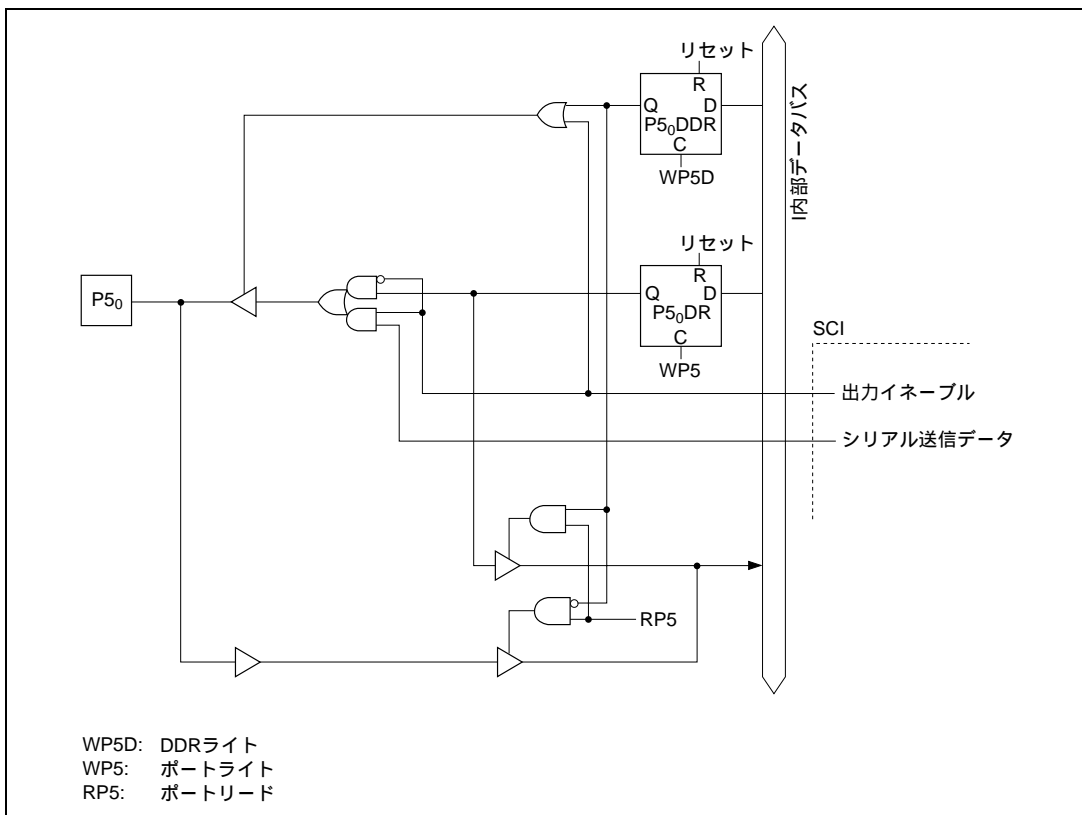 リセット
R
Q D
P5₀DDR
C
WP5D
内部データバス
リセット
R
Q D
P5₀DR
C
WP5
P5₀
SCI
出力イネーブル
シリアル送信データ
RP5
WP5D: DDRライト
WP5: ポートライト
RP5: ポートリード